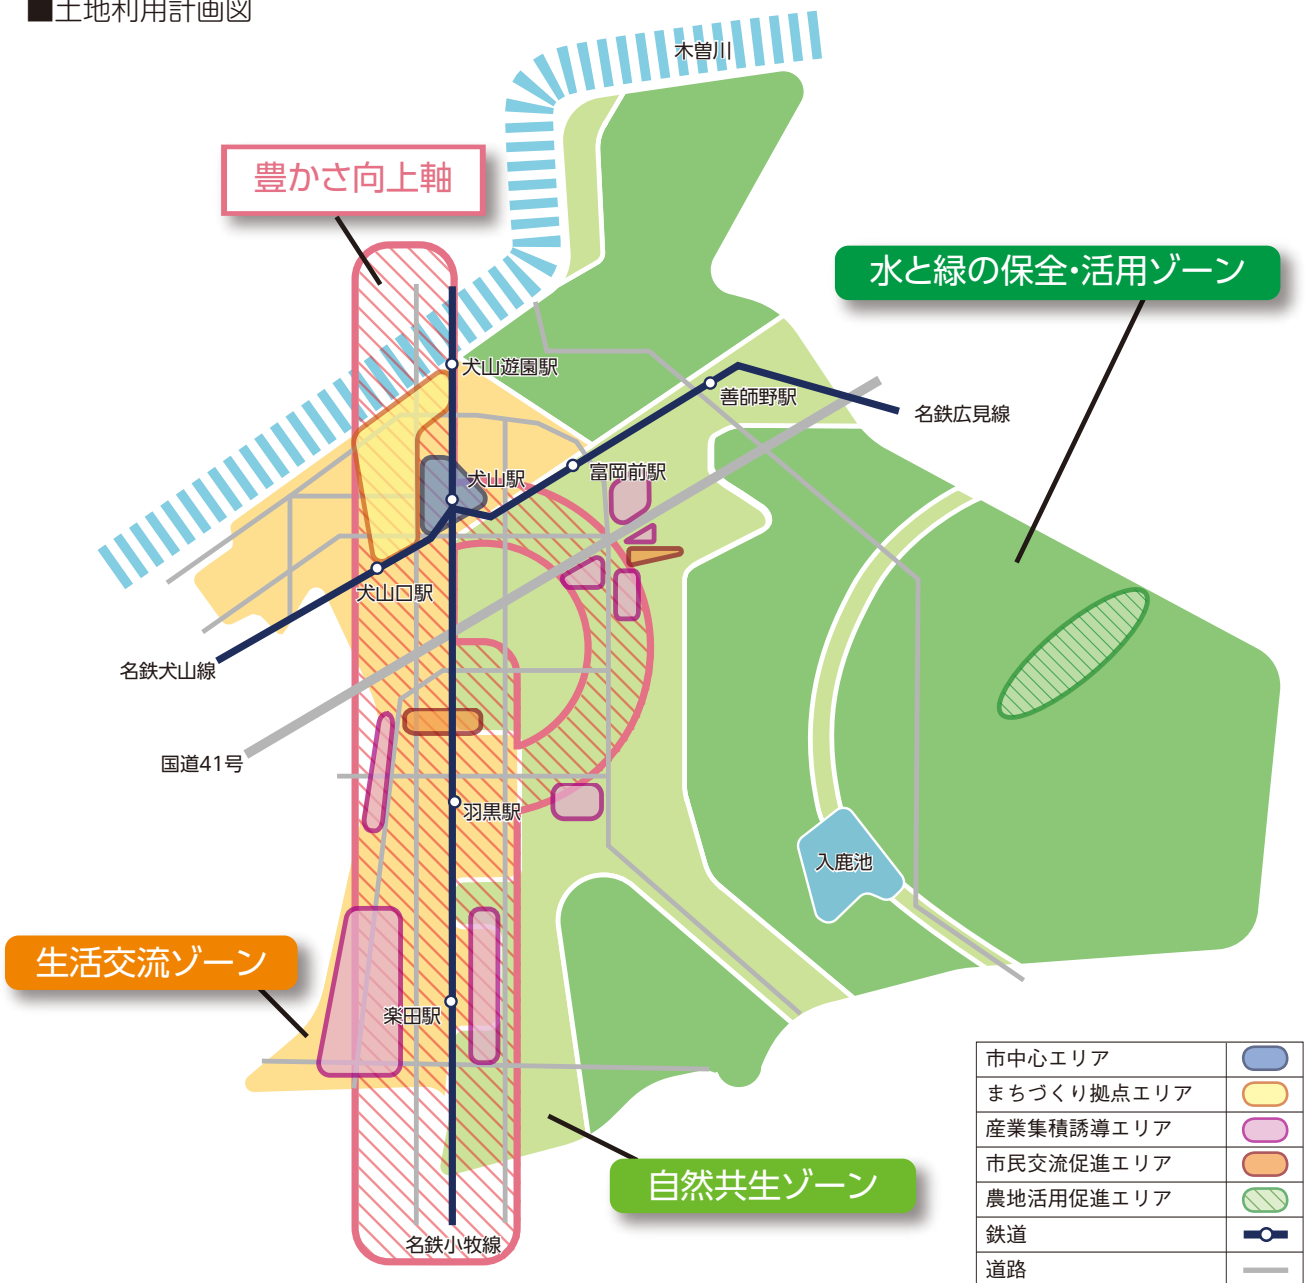 ■土地利用計画図
木曽川
豊かさ向上軸
水と緑の保全・活用ゾーン
犬山遊園駅
善師野駅
名鉄広見線
犬山駅
富岡前駅
犬山口駅
名鉄犬山線
国道41号
羽黒駅
入鹿池
生活交流ゾーン
楽田駅
自然共生ゾーン
名鉄小牧線
市中心エリア
まちづくり拠点エリア
産業集積誘導エリア
市民交流促進エリア
農地活用促進エリア
鉄道
道路